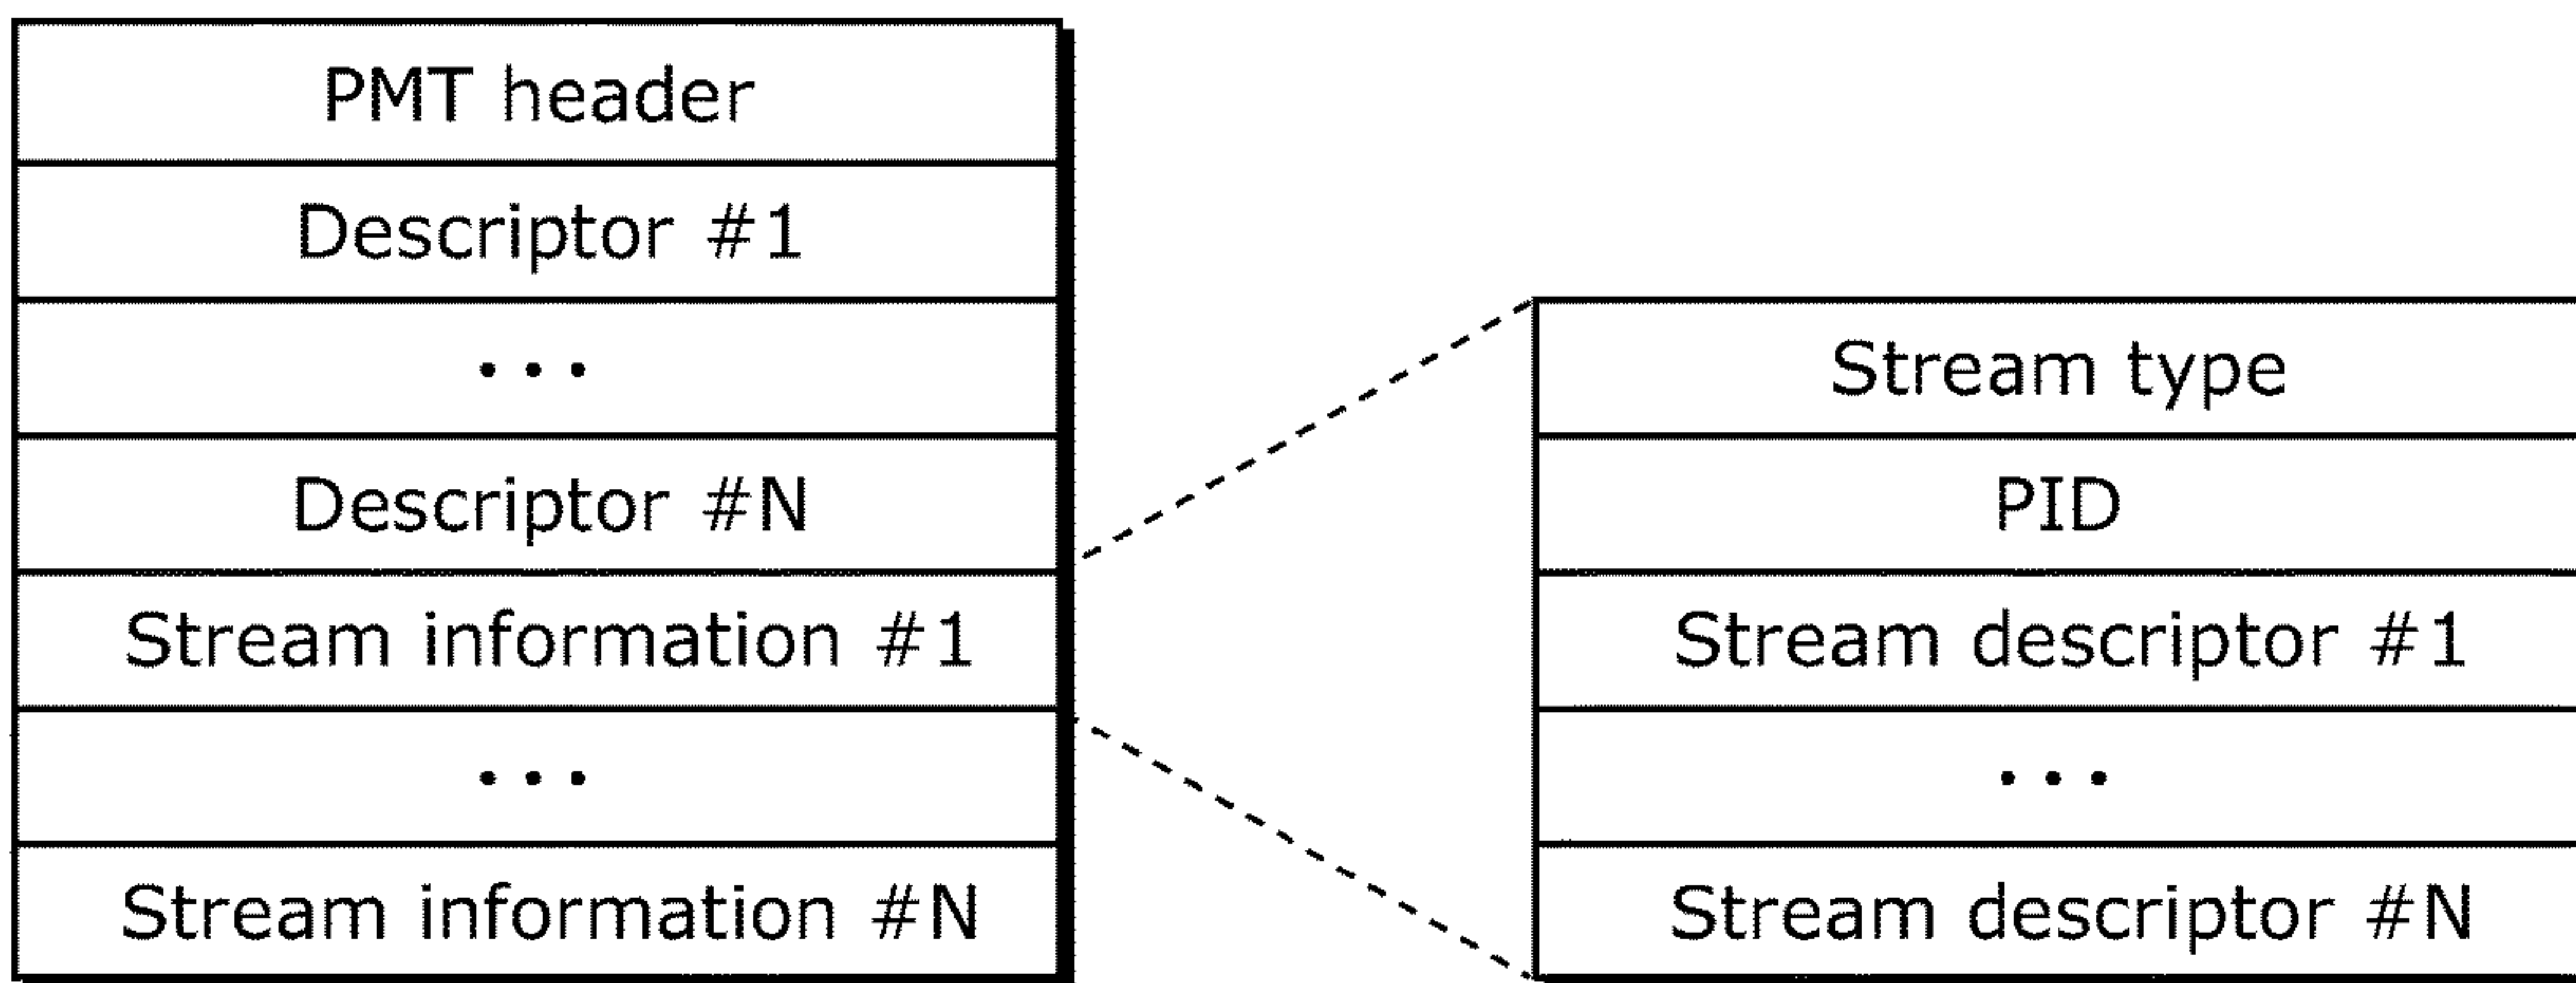 PMT header
Descriptor #1
...
Descriptor #N
Stream information #1
...
Stream information #N
Stream type
PID
Stream descriptor #1
...
Stream descriptor #N